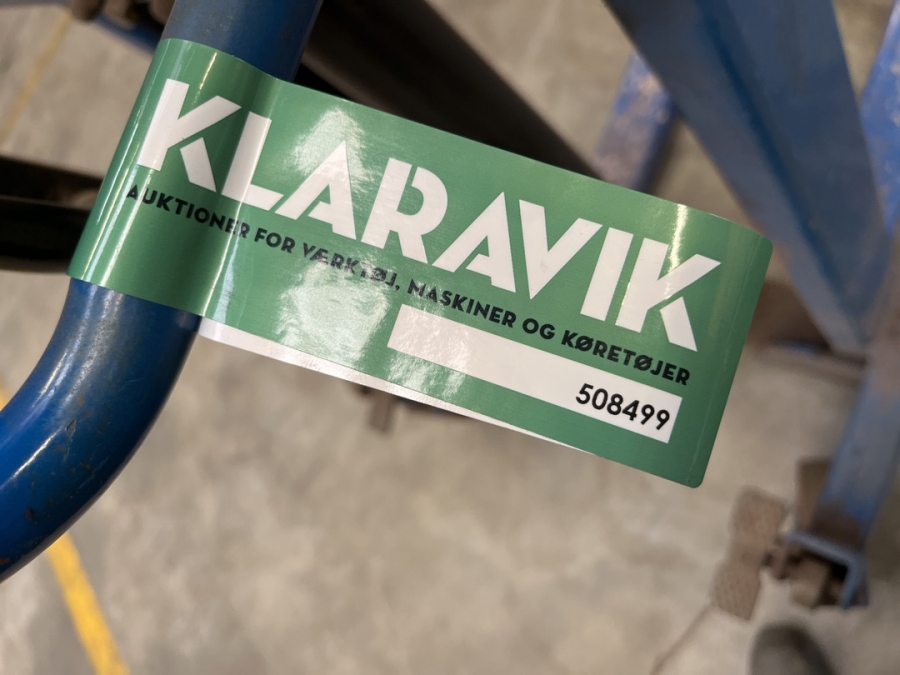 KLARAVIK
AUKTIONER FOR VÆRKTØJ, MASKINER OG KØRETØJER
508499